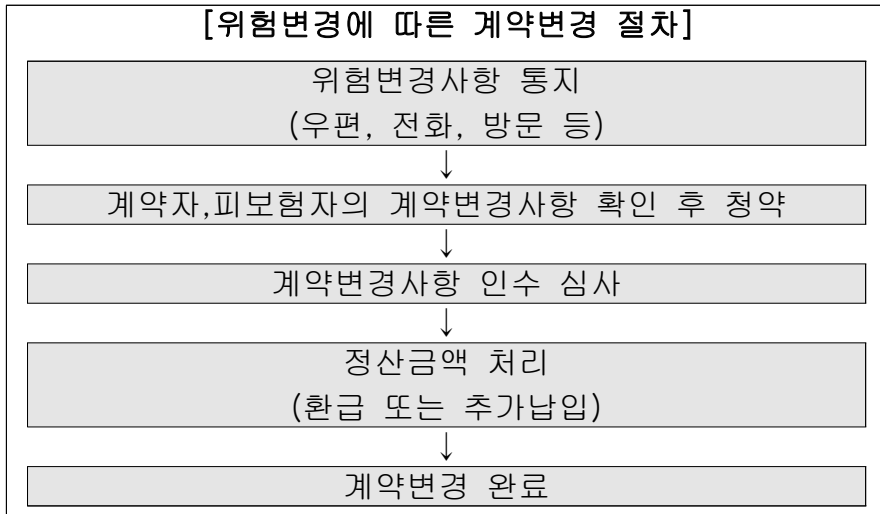 [위험변경에 따른 계약변경 절차]
위험변경사항 통지
(우편, 전화, 방문 등)
↓
계약자,피보험자의 계약변경사항 확인 후 청약
↓
계약변경사항 인수 심사
↓
정산금액 처리
(환급 또는 추가납입)
↓
계약변경 완료